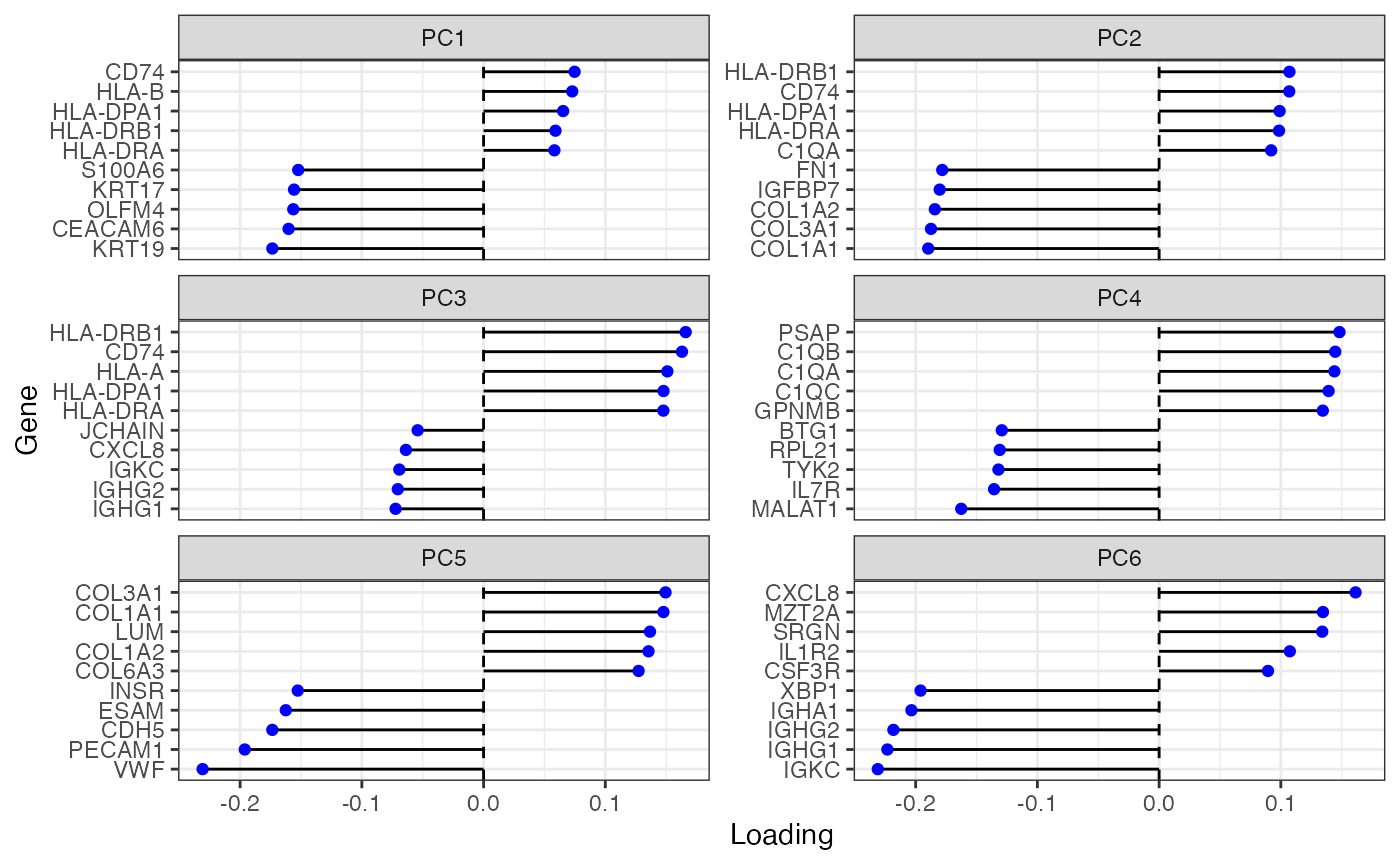 PC1
CD74
HLA-B
HLA-DPA1
HLA-DRB1
HLA-DRA
S100A6
KRT17
OLFM4
CEACAM6
KRT19
PC2
HLA-DRB1
CD74
HLA-DPA1
HLA-DRA
C1QA
FN1
IGFBP7
COL1A2
COL3A1
COL1A1
PC3
HLA-DRB1
CD74
HLA-A
HLA-DPA1
HLA-DRA
JCHAIN
CXCL8
IGKC
IGHG2
IGHG1
PC4
PSAP
C1QB
C1QA
C1QC
GPNMB
BTG1
RPL21
TYK2
IL7R
MALAT1
PC5
COL3A1
COL1A1
LUM
COL1A2
COL6A3
INSR
ESAM
CDH5
PECAM1
VWF
-0.2 -0.1 0.0 0.1
PC6
CXCL8
MZT2A
SRGN
IL1R2
CSF3R
XBP1
IGHA1
IGHG2
IGHG1
IGKC
-0.2 -0.1 0.0 0.1
Gene
Loading